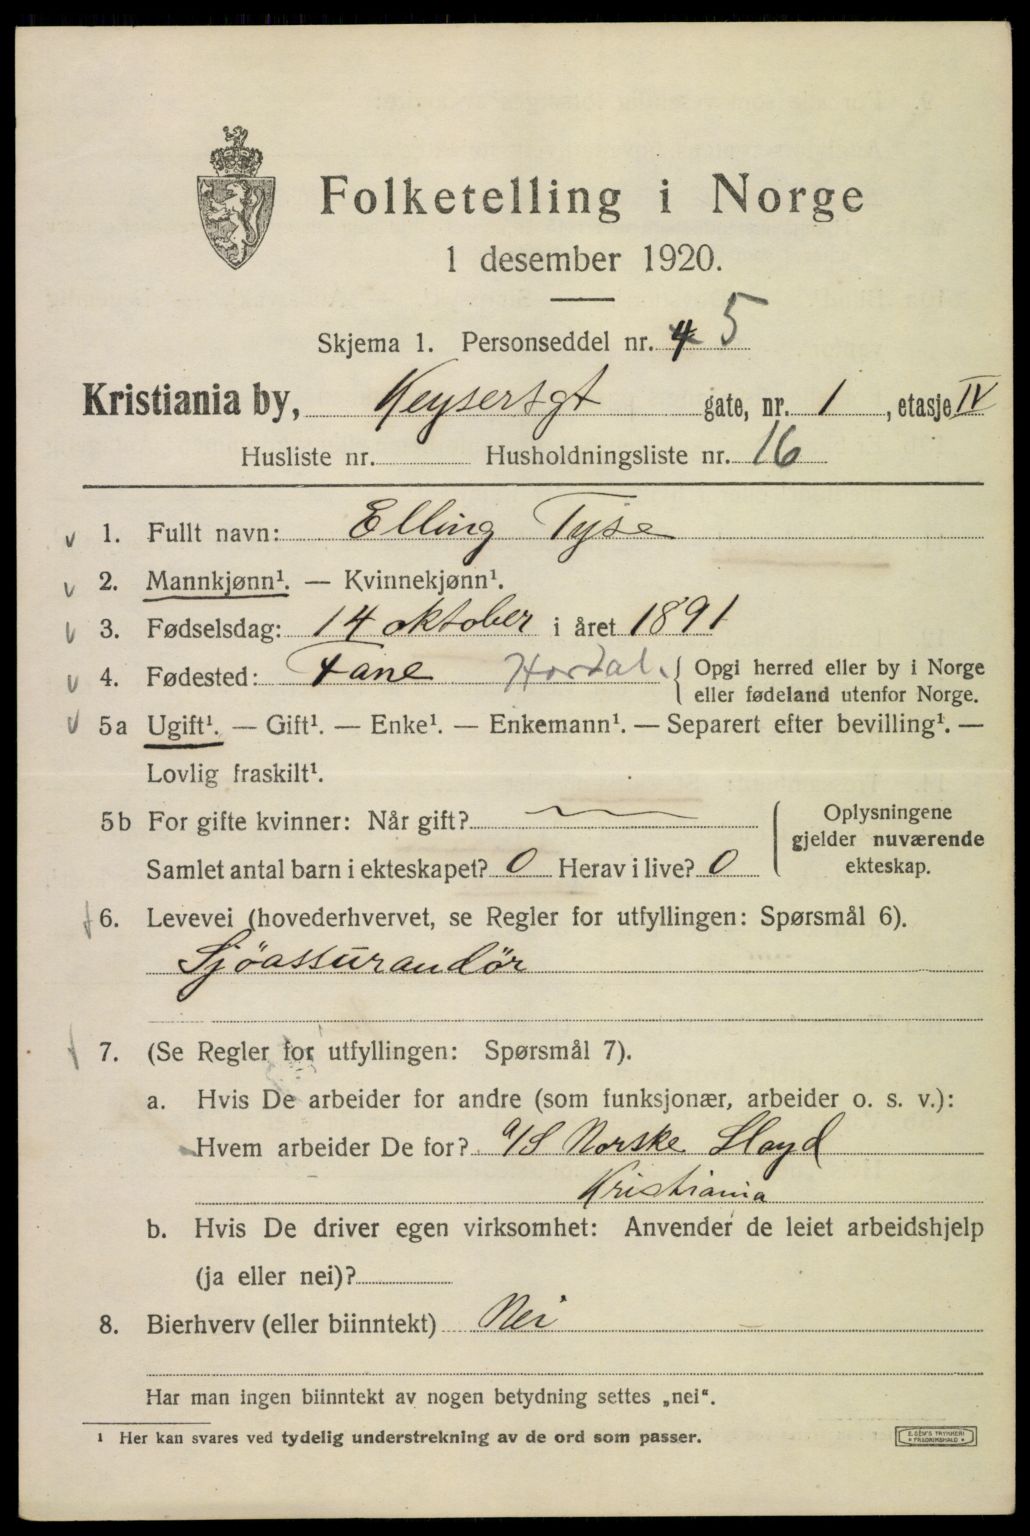 Folketelling i Norge
1 desember 1920.
Skjema 1. Personseddel nr. 4 5
Kristiania by, Keysersgt gate, nr. 1, etasje IV
Husliste nr. Husholdningsliste nr. 16
1. Fullt navn: Elling Tyse
2. Mannkjønn¹. — Kvinnekjønn¹.
3. Fødselsdag: 14 oktober i året 1891
4. Fødested: Fane Hordal. Opgi herred eller by i Norge
eller fødeland utenfor Norge.
5a Ugift¹. — Gift¹. — Enke¹. — Enkemann¹. — Separert efter bevilling¹. —
Lovlig fraskilt¹.
5b For gifte kvinner: Når gift?
Samlet antal barn i ekteskapet? 0 Herav i live? 0
Oplysningene
gjelder nuværende
ekteskap.
6. Levevei (hovederhvervet, se Regler for utfyllingen: Spørsmål 6).
Sjöassurandör
7. (Se Regler for utfyllingen: Spørsmål 7).
a. Hvis De arbeider for andre (som funksjonær, arbeider o. s. v.):
Hvem arbeider De for? a/S Norske Lloyd
Kristiania
b. Hvis De driver egen virksomhet: Anvender de leiet arbeidshjelp
(ja eller nei)?
8. Bierhverv (eller biinntekt) Nei
Har man ingen biinntekt av nogen betydning settes „nei“.
¹ Her kan svares ved tydelig understrekning av de ord som passer.
E. SEM'S TRYKKERI
FREDRIKSHALD